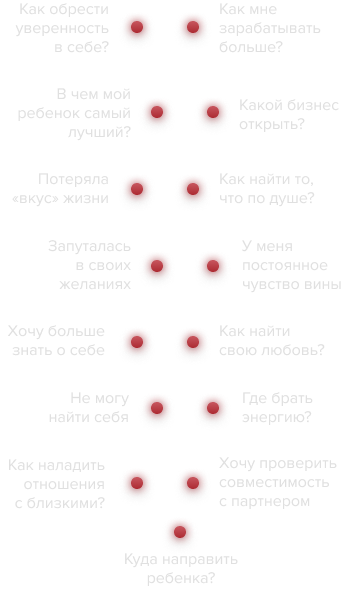 Как обрести
уверенность
в себе?
Как мне
зарабатывать
больше?
В чем мой
ребенок самый
лучший?
Какой бизнес
открыть?
Потеряла
«вкус» жизни
Как найти то,
что по душе?
Запуталась
в своих
желаниях
У меня
постоянное
чувство вины
Хочу больше
знать о себе
Как найти
свою любовь?
Не могу
найти себя
Где брать
энергию?
Как наладить
отношения
с близкими?
Хочу проверить
совместимость
с партнером
Куда направить
ребенка?